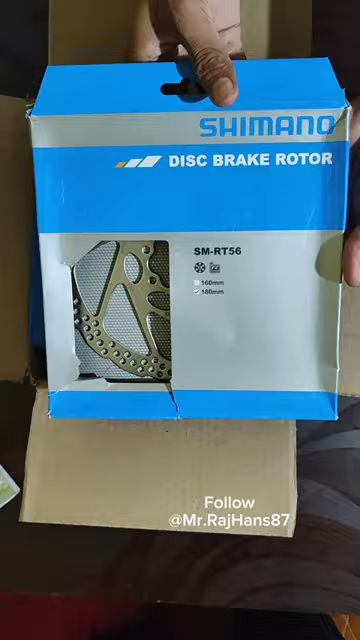 SHIMANO
DISC BRAKE ROTOR
SM-RT56
160mm
180mm
Follow
@Mr.RajHans87